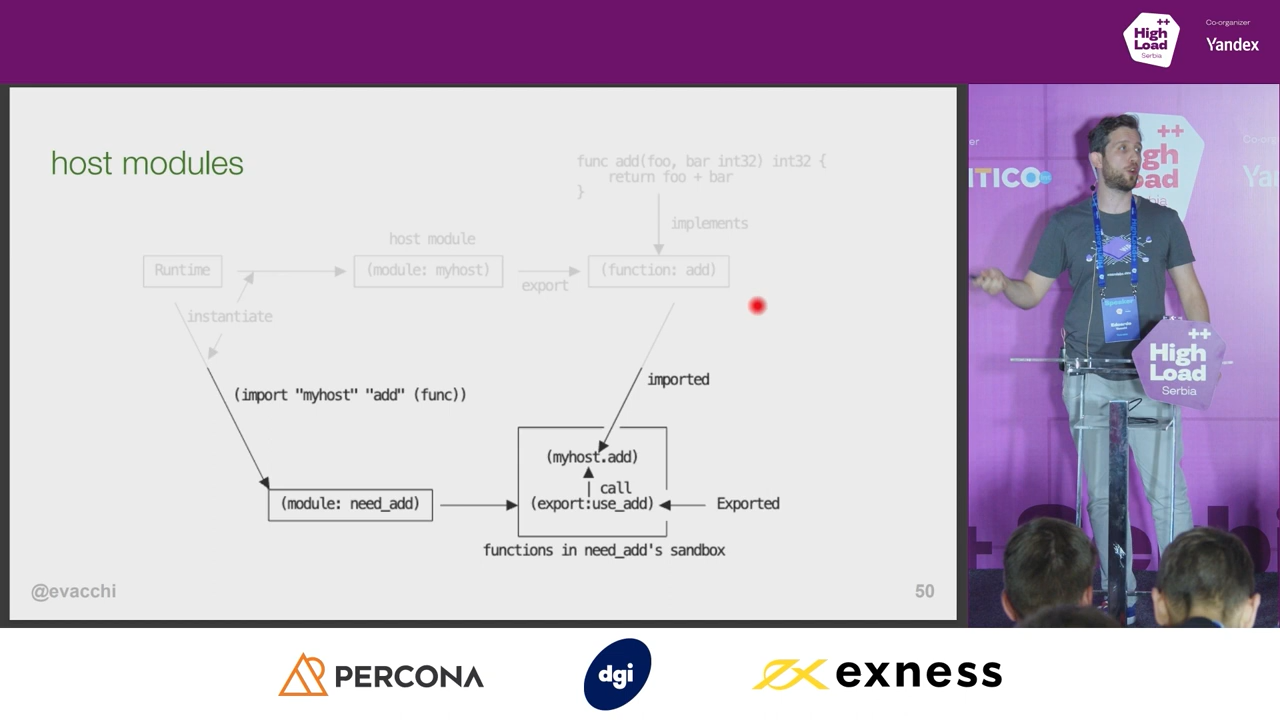 ++
High
Load
Serbia
Co-organizer
Yandex
host modules
func add(foo, bar int32) int32 {
return foo + bar
}
implements
host module
Runtime
(module: myhost)
export
(function: add)
instantiate
(import "myhost" "add" (func))
imported
(myhost.add)
call
(module: need_add)
(export:use_add)
Exported
functions in need_add's sandbox
@evacchi
50
++
Speaker
++
High
Load
Serbia
PERCONA
dgi
exness